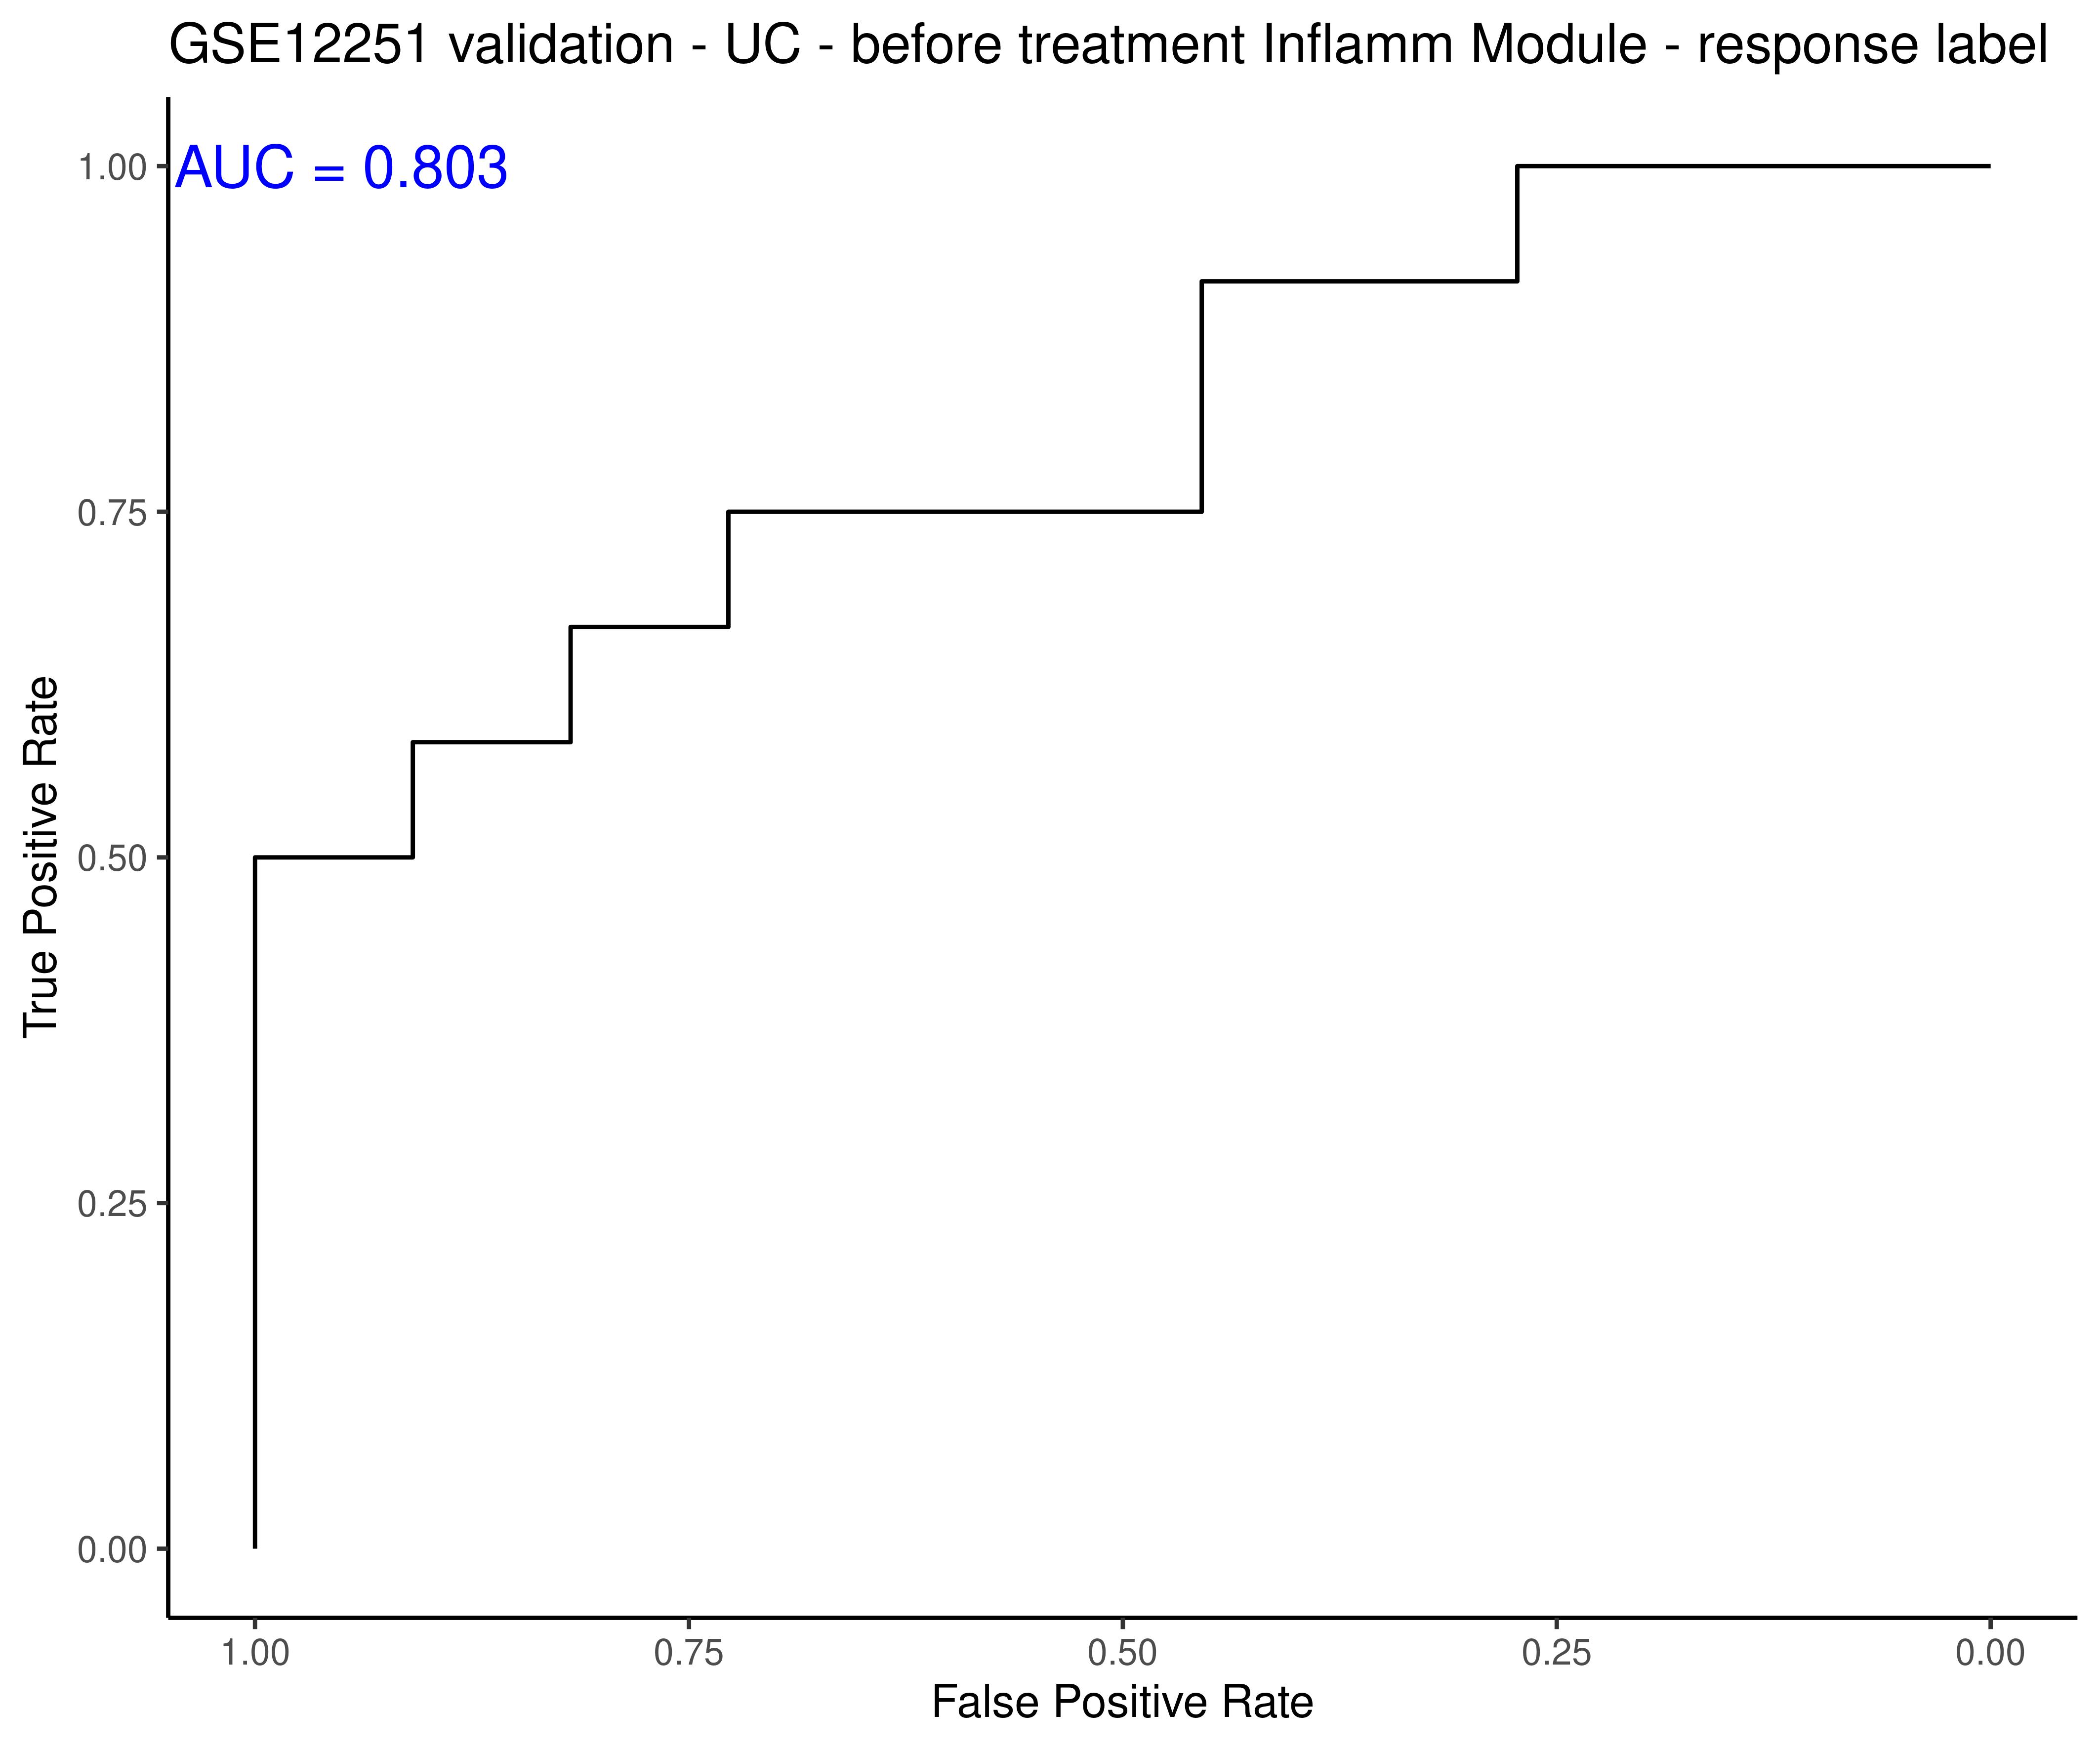 GSE12251 validation - UC - before treatment Inflamm Module - response label
AUC = 0.803
1.00
0.75
0.50
0.25
0.00
True Positive Rate
1.00 0.75 0.50 0.25 0.00
False Positive Rate